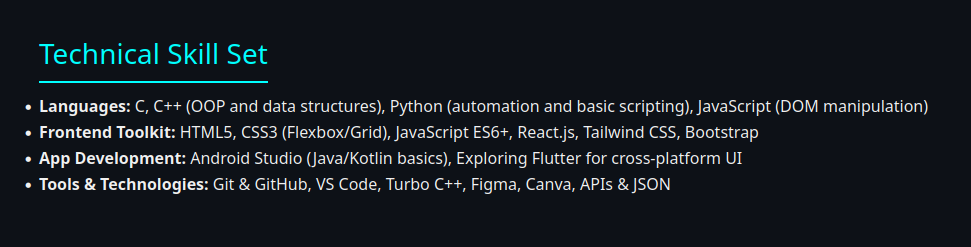 Technical Skill Set
• Languages: C, C++ (OOP and data structures), Python (automation and basic scripting), JavaScript (DOM manipulation)
• Frontend Toolkit: HTML5, CSS3 (Flexbox/Grid), JavaScript ES6+, React.js, Tailwind CSS, Bootstrap
• App Development: Android Studio (Java/Kotlin basics), Exploring Flutter for cross-platform UI
• Tools & Technologies: Git & GitHub, VS Code, Turbo C++, Figma, Canva, APIs & JSON